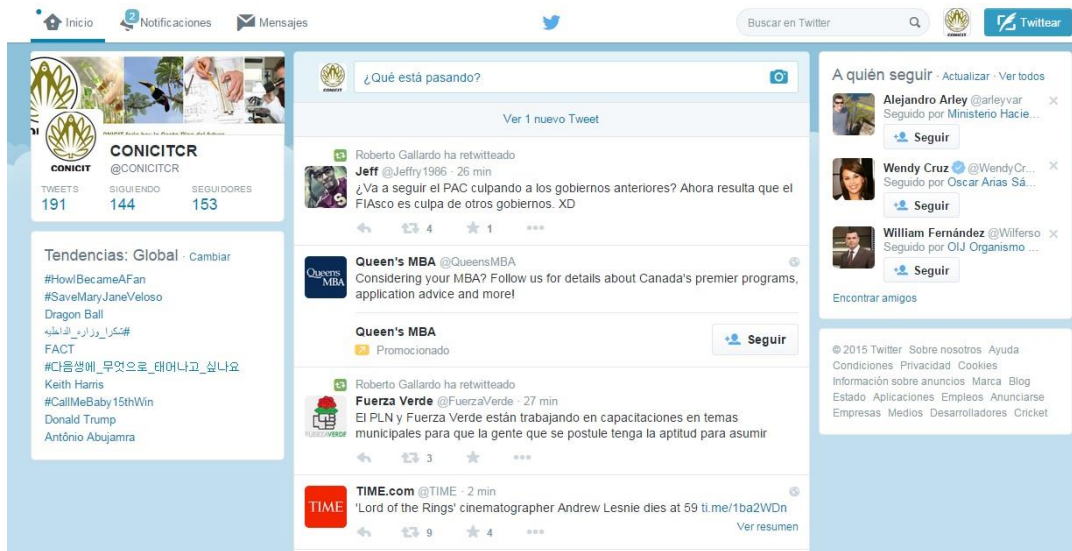 Inicio
2
Notificaciones
Mensajes
Buscar en Twitter
Twittear
CONICIT
CONICITCR
@CONICITCR
TWEETS
SIGUIENDO
SEGUIDORES
191
144
153
Tendencias: Global · Cambiar
#HowIBecameAFan
#SaveMaryJaneVeloso
Dragon Ball
#شكرا_وزاره_الداخليه
FACT
#다음생에_무엇으로_태어나고_싶나요
Keith Harris
#CallMeBaby15thWin
Donald Trump
Antônio Abujamra
¿Qué está pasando?
Ver 1 nuevo Tweet
Roberto Gallardo ha retwitteado
Jeff @Jeffry1986 · 26 min
¿Va a seguir el PAC culpando a los gobiernos anteriores? Ahora resulta que el
FIAsco es culpa de otros gobiernos. XD
4
1
Queen's MBA @QueensMBA
Queens
MBA
Considering your MBA? Follow us for details about Canada's premier programs,
application advice and more!
Queen's MBA
Promocionado
Seguir
Roberto Gallardo ha retwitteado
Fuerza Verde @FuerzaVerde · 27 min
El PLN y Fuerza Verde están trabajando en capacitaciones en temas
municipales para que la gente que se postule tenga la aptitud para asumir
FUERZAVERDE
3
TIME.com @TIME · 2 min
TIME
'Lord of the Rings' cinematographer Andrew Lesnie dies at 59 ti.me/1ba2WDn
9
4
Ver resumen
A quién seguir · Actualizar · Ver todos
Alejandro Arley @arleyvar
Seguido por Ministerio Hacie...
Seguir
Wendy Cruz @WendyCr...
Seguido por Oscar Arias Sá...
Seguir
William Fernández @Wilferso
Seguido por OIJ Organismo ...
Seguir
Encontrar amigos
© 2015 Twitter Sobre nosotros Ayuda
Condiciones Privacidad Cookies
Información sobre anuncios Marca Blog
Estado Aplicaciones Empleos Anunciarse
Empresas Medios Desarrolladores Cricket